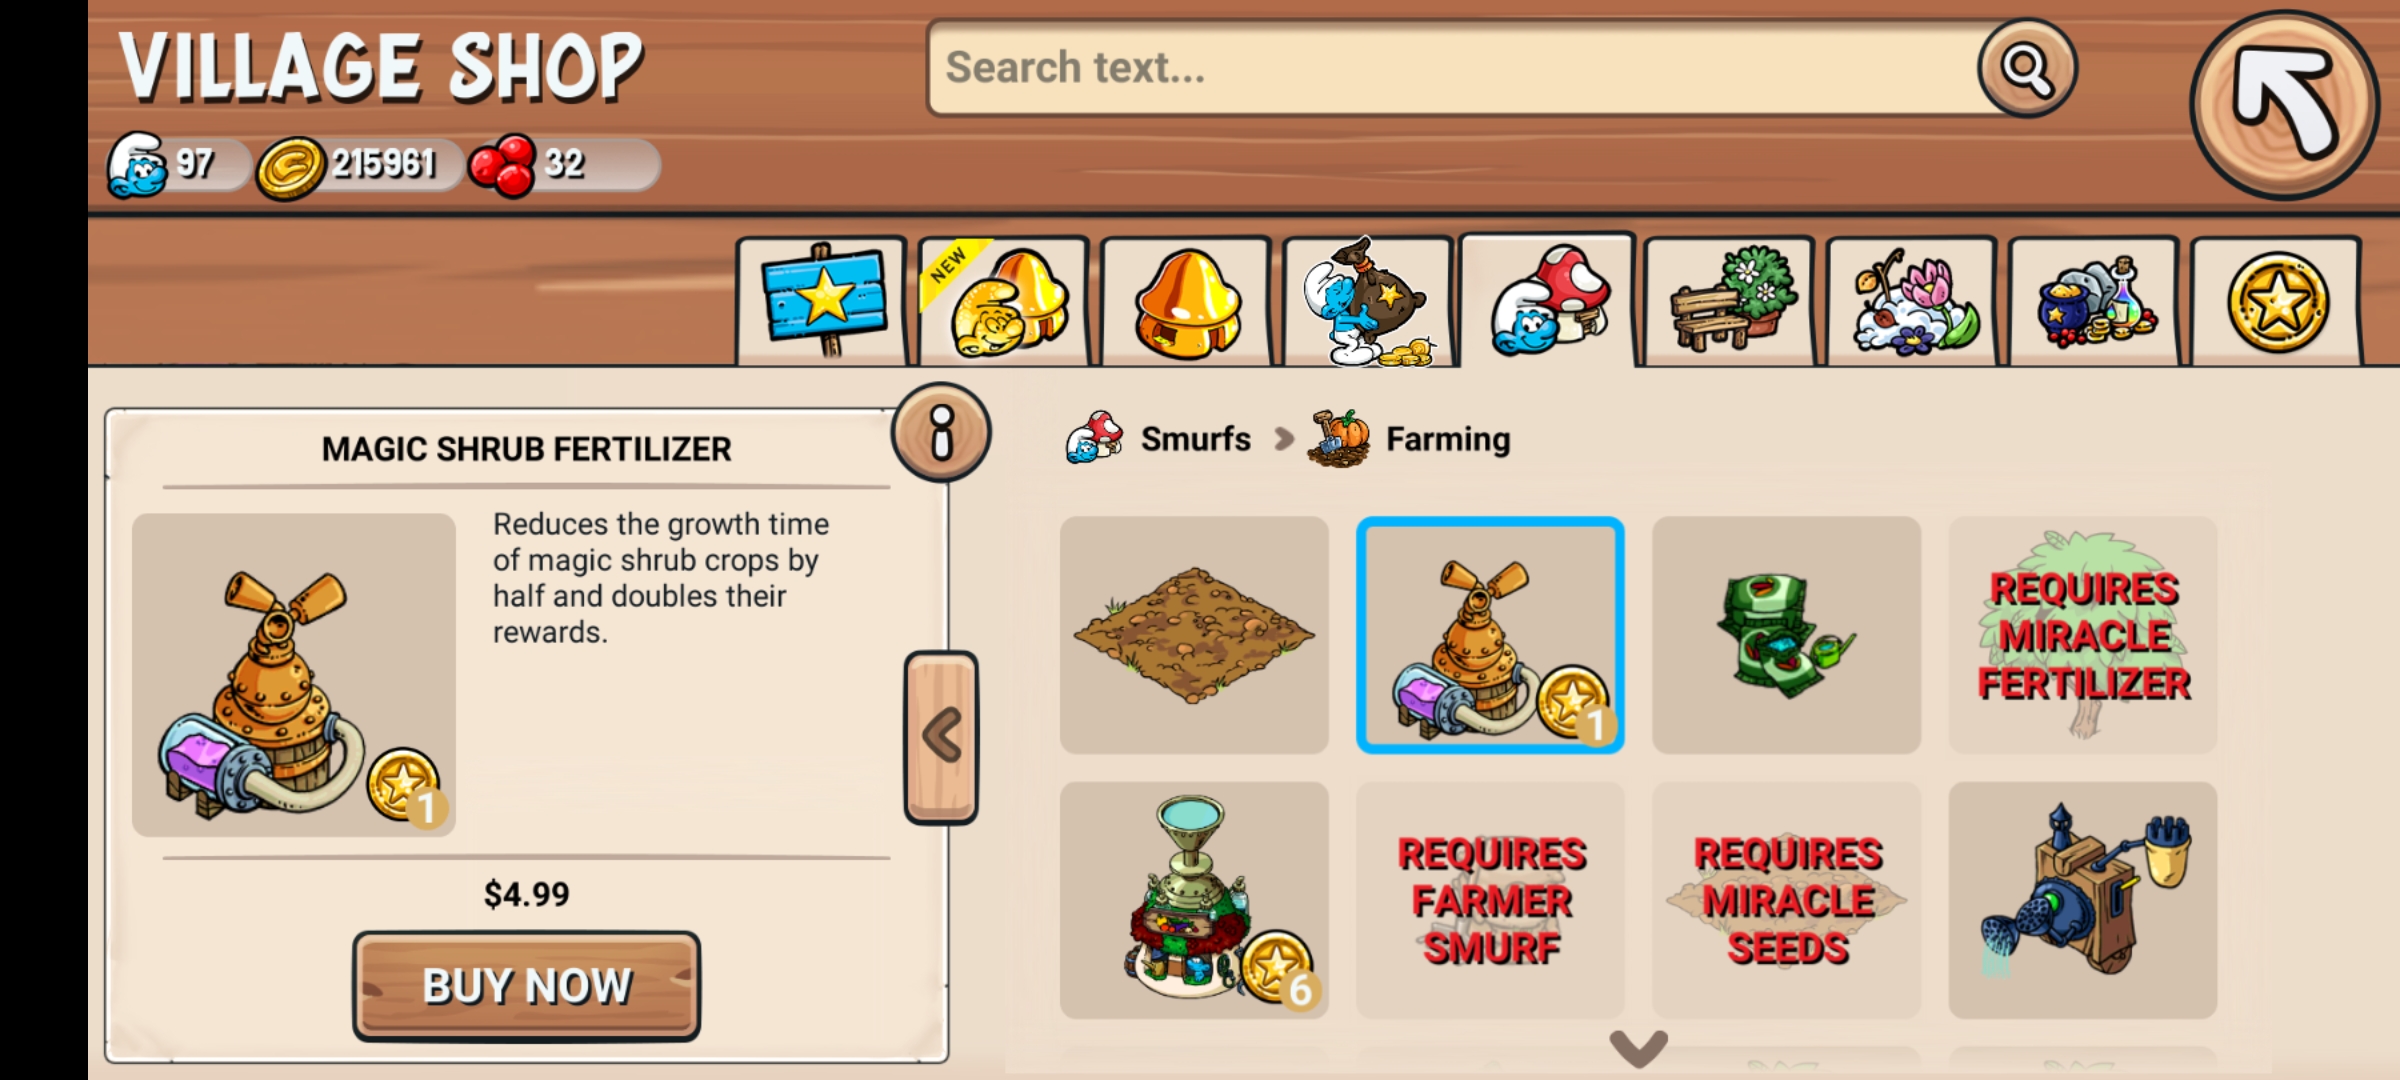 VILLAGE SHOP
Search text...
97
215961
32
NEW
MAGIC SHRUB FERTILIZER
Reduces the growth time
of magic shrub crops by
half and doubles their
rewards.
1
$4.99
BUY NOW
Smurfs
Farming
1
REQUIRES
MIRACLE
FERTILIZER
6
REQUIRES
FARMER
SMURF
REQUIRES
MIRACLE
SEEDS